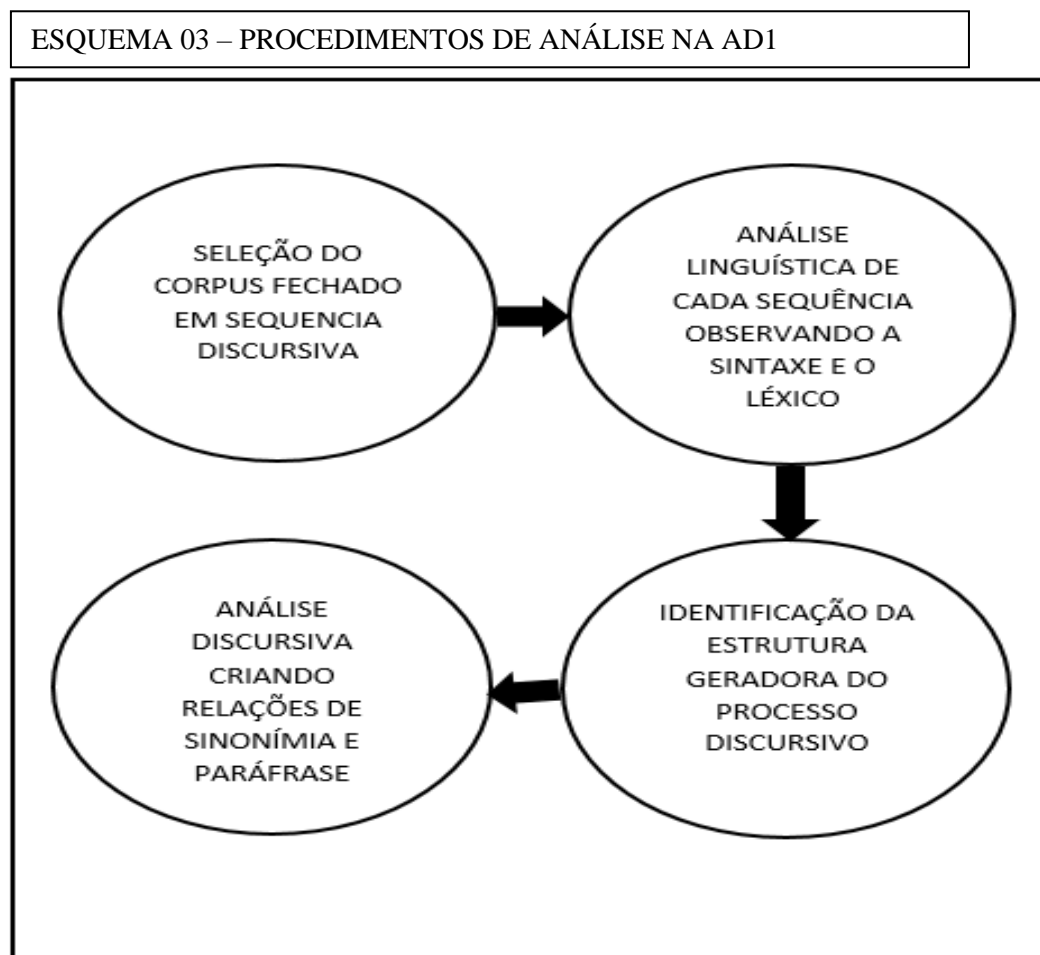 ESQUEMA 03 – PROCEDIMENTOS DE ANÁLISE NA AD1
SELEÇÃO DO
CORPUS FECHADO
EM SEQUENCIA
DISCURSIVA
ANÁLISE
LINGUÍSTICA DE
CADA SEQUÊNCIA
OBSERVANDO A
SINTAXE E O
LÉXICO
IDENTIFICAÇÃO DA
ESTRUTURA
GERADORA DO
PROCESSO
DISCURSIVO
ANÁLISE
DISCURSIVA
CRIANDO
RELAÇÕES DE
SINONÍMIA E
PARÁFRASE